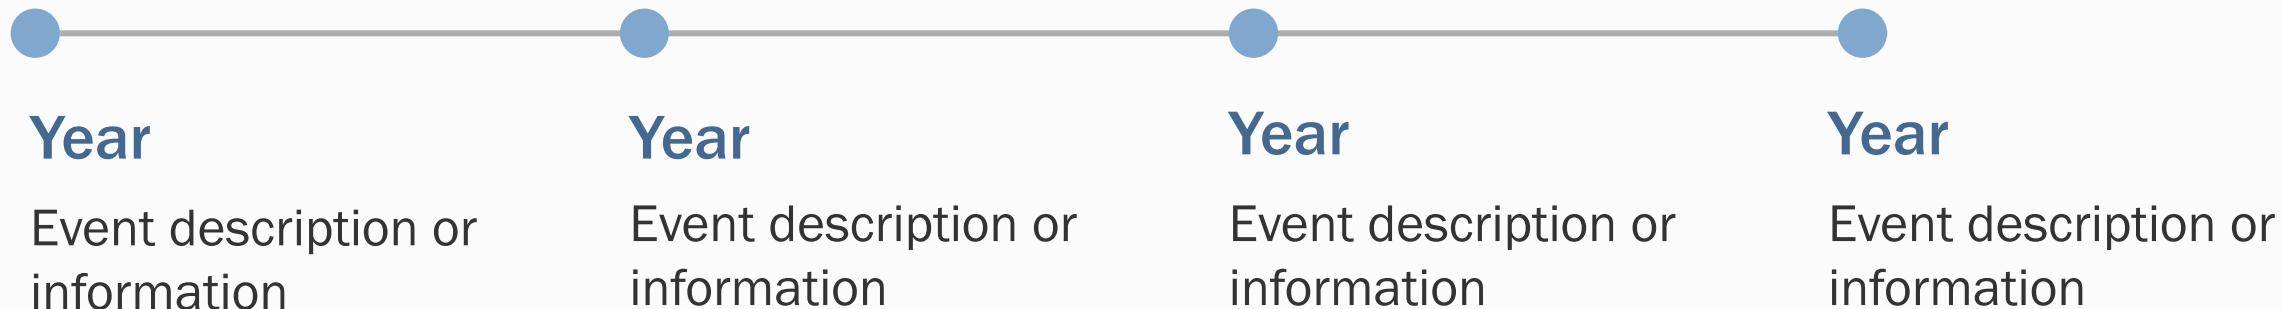 Year
Event description or
information
Year
Event description or
information
Year
Event description or
information
Year
Event description or
information